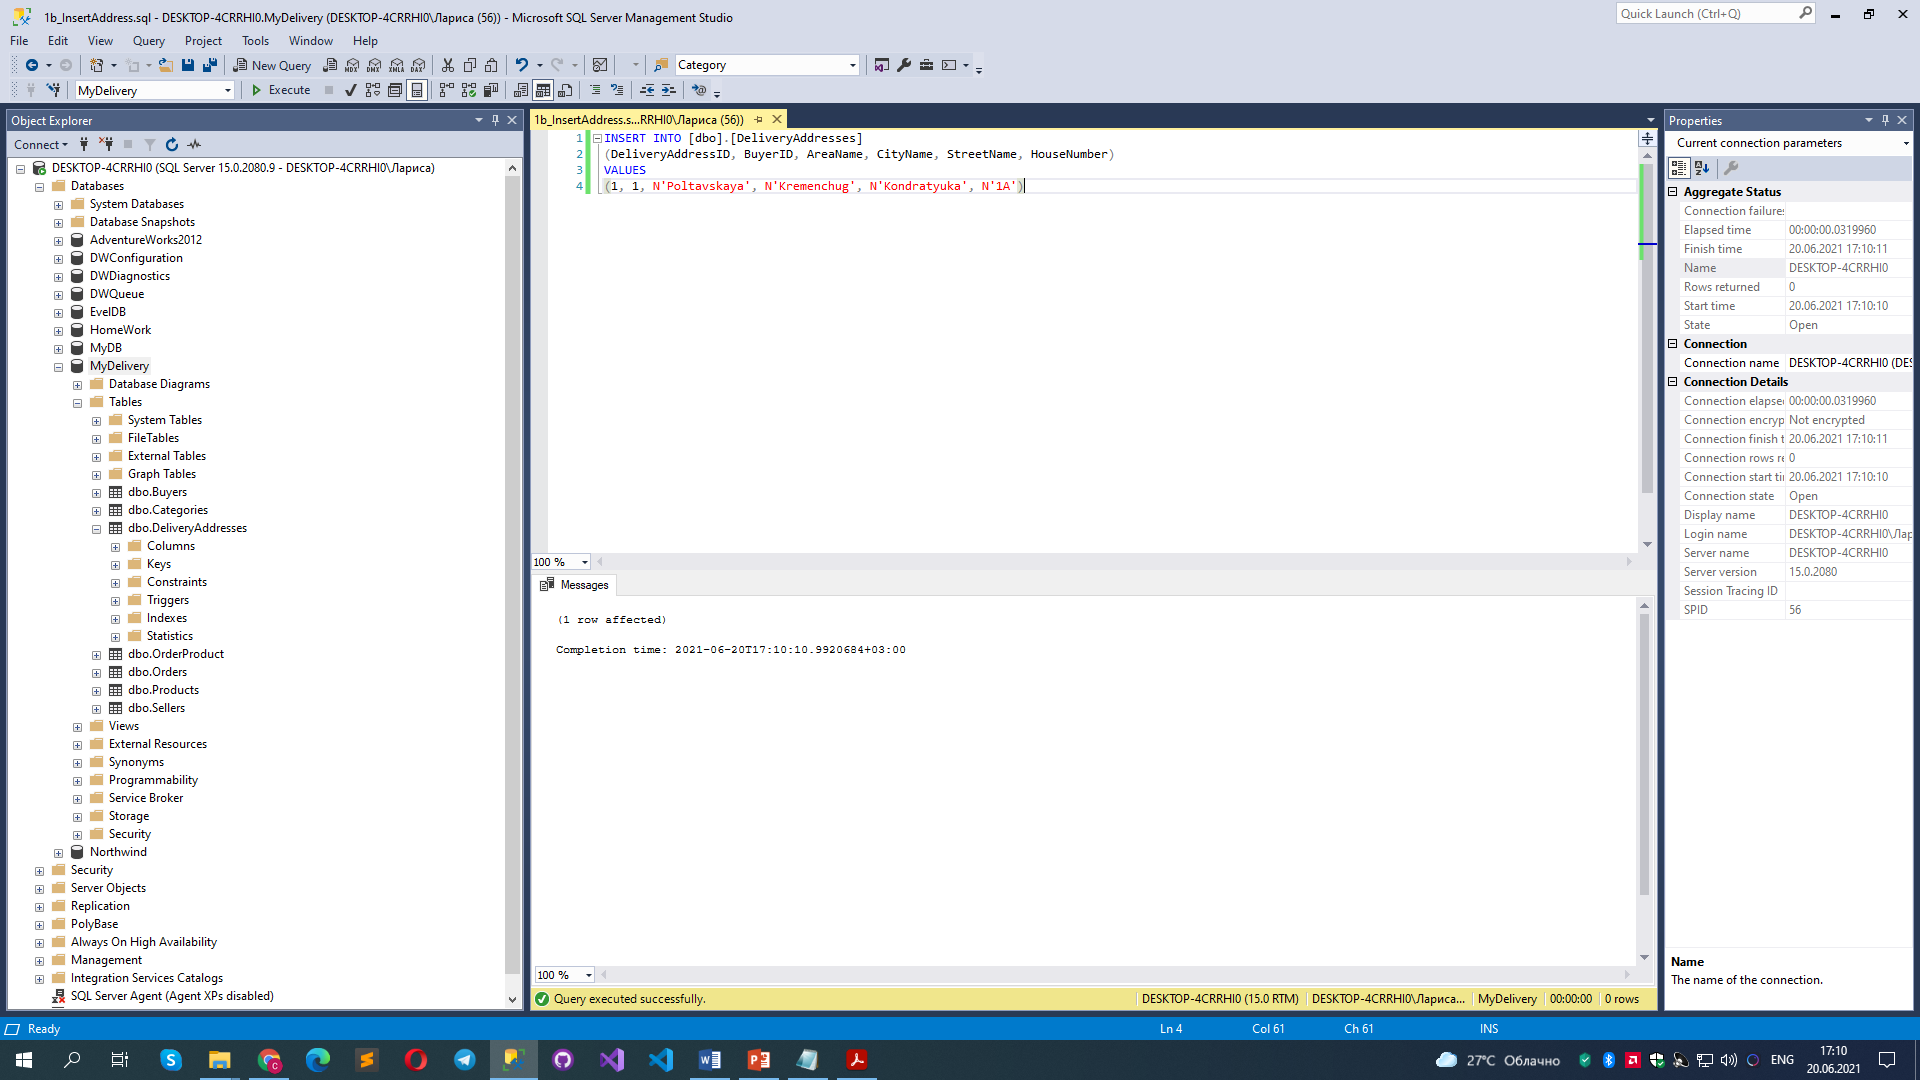 1b_InsertAddress.sql - DESKTOP-4CRRHI0.MyDelivery (DESKTOP-4CRRHI0\Лариса (56)) - Microsoft SQL Server Management Studio
Quick Launch (Ctrl+Q)
File Edit View Query Project Tools Window Help
New Query
MDX DMX XMLA DAX
Category
MyDelivery
Execute
Object Explorer
Connect
DESKTOP-4CRRHI0 (SQL Server 15.0.2080.9 - DESKTOP-4CRRHI0\Лариса)
Databases
System Databases
Database Snapshots
AdventureWorks2012
DWConfiguration
DWDiagnostics
DWQueue
EvelDB
HomeWork
MyDB
MyDelivery
Database Diagrams
Tables
System Tables
FileTables
External Tables
Graph Tables
dbo.Buyers
dbo.Categories
dbo.DeliveryAddresses
Columns
Keys
Constraints
Triggers
Indexes
Statistics
dbo.OrderProduct
dbo.Orders
dbo.Products
dbo.Sellers
Views
External Resources
Synonyms
Programmability
Service Broker
Storage
Security
Northwind
Security
Server Objects
Replication
PolyBase
Always On High Availability
Management
Integration Services Catalogs
SQL Server Agent (Agent XPs disabled)
1b_InsertAddress.s...RRHI0\Лариса (56))
1 INSERT INTO [dbo].[DeliveryAddresses]
2 (DeliveryAddressID, BuyerID, AreaName, CityName, StreetName, HouseNumber)
3 VALUES
4 (1, 1, N'Poltavskaya', N'Kremenchug', N'Kondratyuka', N'1A')
100 %
Messages
(1 row affected)
Completion time: 2021-06-20T17:10:10.9920684+03:00
100 %
Query executed successfully.
DESKTOP-4CRRHI0 (15.0 RTM) DESKTOP-4CRRHI0\Лариса... MyDelivery 00:00:00 0 rows
Properties
Current connection parameters
Aggregate Status
Connection failures
Elapsed time 00:00:00.0319960
Finish time 20.06.2021 17:10:11
Name DESKTOP-4CRRHI0
Rows returned 0
Start time 20.06.2021 17:10:10
State Open
Connection
Connection name DESKTOP-4CRRHI0 (DES
Connection Details
Connection elapse 00:00:00.0319960
Connection encryp Not encrypted
Connection finish t 20.06.2021 17:10:11
Connection rows re 0
Connection start ti 20.06.2021 17:10:10
Connection state Open
Display name DESKTOP-4CRRHI0
Login name DESKTOP-4CRRHI0\Лар
Server name DESKTOP-4CRRHI0
Server version 15.0.2080
Session Tracing ID
SPID 56
Name
The name of the connection.
Ready
Ln 4 Col 61 Ch 61 INS
27°C Облачно
ENG
17:10
20.06.2021